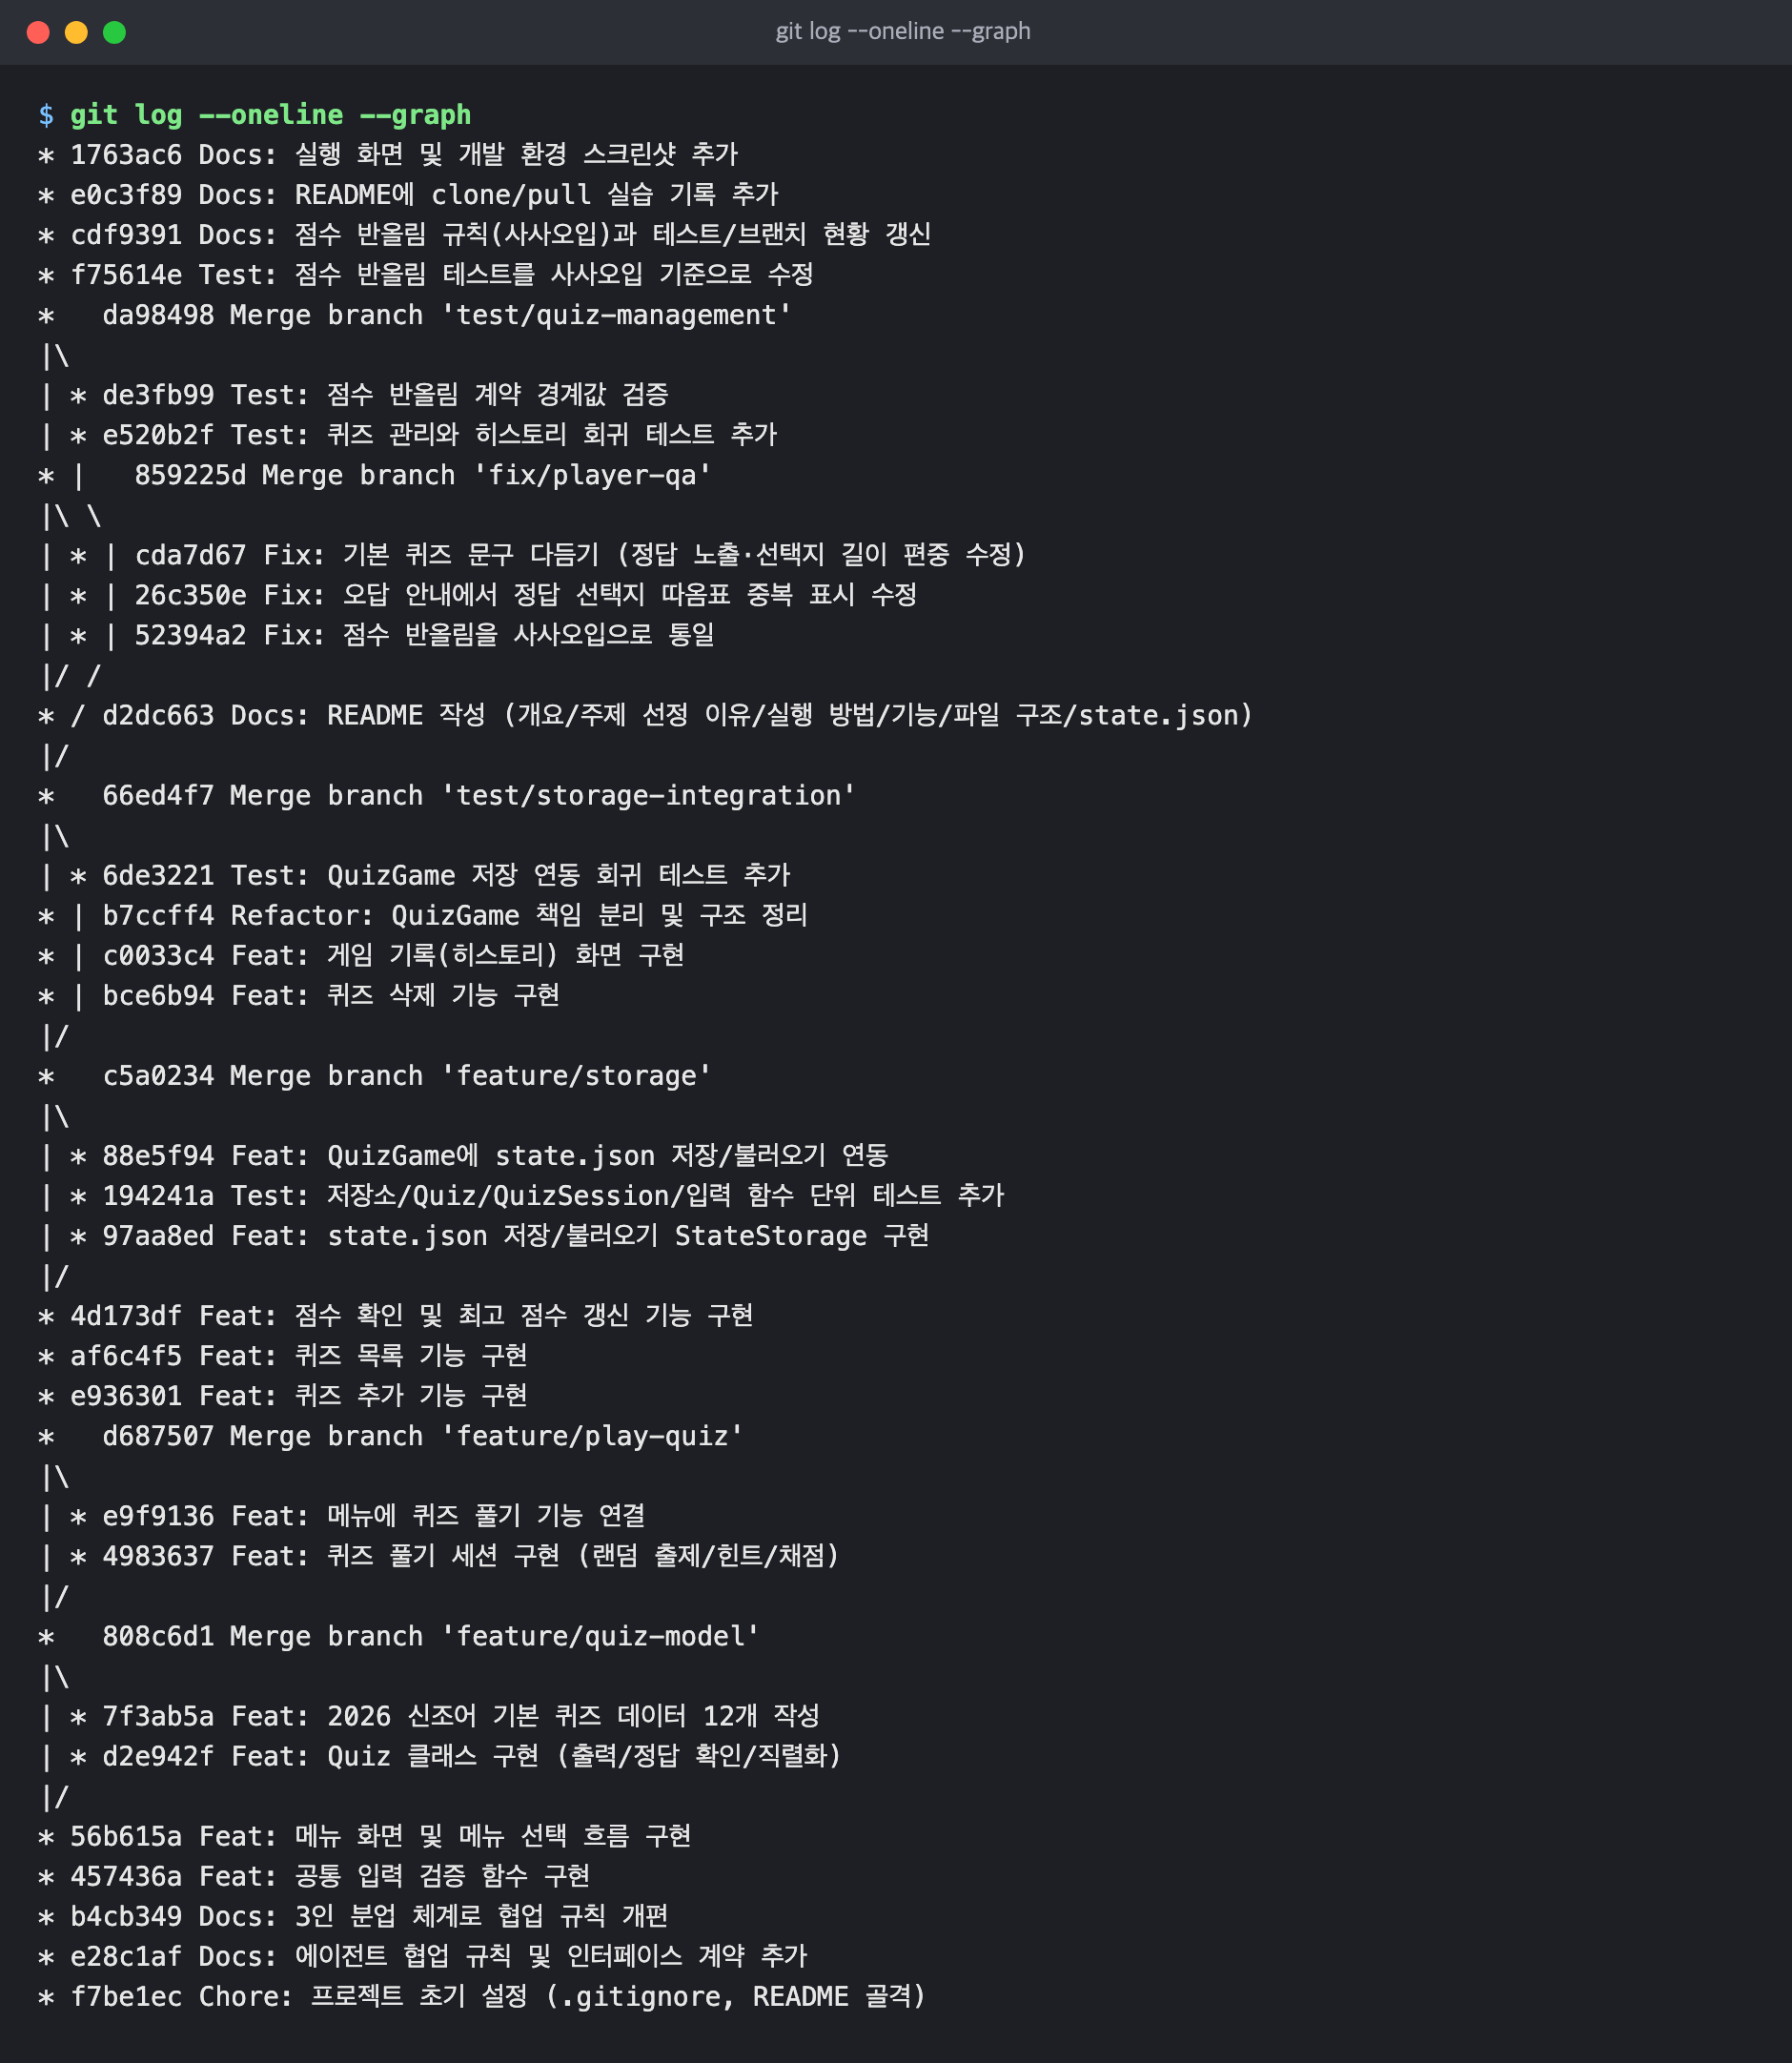 git log --oneline --graph
$ git log --oneline --graph
* 1763ac6 Docs: 실행 화면 및 개발 환경 스크린샷 추가
* e0c3f89 Docs: README에 clone/pull 실습 기록 추가
* cdf9391 Docs: 점수 반올림 규칙(사사오입)과 테스트/브랜치 현황 갱신
* f75614e Test: 점수 반올림 테스트를 사사오입 기준으로 수정
*   da98498 Merge branch 'test/quiz-management'
|\
| * de3fb99 Test: 점수 반올림 계약 경계값 검증
| * e520b2f Test: 퀴즈 관리와 히스토리 회귀 테스트 추가
* |   859225d Merge branch 'fix/player-qa'
|\ \
| * | cda7d67 Fix: 기본 퀴즈 문구 다듬기 (정답 노출·선택지 길이 편중 수정)
| * | 26c350e Fix: 오답 안내에서 정답 선택지 따옴표 중복 표시 수정
| * | 52394a2 Fix: 점수 반올림을 사사오입으로 통일
|/ /
* / d2dc663 Docs: README 작성 (개요/주제 선정 이유/실행 방법/기능/파일 구조/state.json)
|/
*   66ed4f7 Merge branch 'test/storage-integration'
|\
| * 6de3221 Test: QuizGame 저장 연동 회귀 테스트 추가
* | b7ccff4 Refactor: QuizGame 책임 분리 및 구조 정리
* | c0033c4 Feat: 게임 기록(히스토리) 화면 구현
* | bce6b94 Feat: 퀴즈 삭제 기능 구현
|/
*   c5a0234 Merge branch 'feature/storage'
|\
| * 88e5f94 Feat: QuizGame에 state.json 저장/불러오기 연동
| * 194241a Test: 저장소/Quiz/QuizSession/입력 함수 단위 테스트 추가
| * 97aa8ed Feat: state.json 저장/불러오기 StateStorage 구현
|/
* 4d173df Feat: 점수 확인 및 최고 점수 갱신 기능 구현
* af6c4f5 Feat: 퀴즈 목록 기능 구현
* e936301 Feat: 퀴즈 추가 기능 구현
*   d687507 Merge branch 'feature/play-quiz'
|\
| * e9f9136 Feat: 메뉴에 퀴즈 풀기 기능 연결
| * 4983637 Feat: 퀴즈 풀기 세션 구현 (랜덤 출제/힌트/채점)
|/
*   808c6d1 Merge branch 'feature/quiz-model'
|\
| * 7f3ab5a Feat: 2026 신조어 기본 퀴즈 데이터 12개 작성
| * d2e942f Feat: Quiz 클래스 구현 (출력/정답 확인/직렬화)
|/
* 56b615a Feat: 메뉴 화면 및 메뉴 선택 흐름 구현
* 457436a Feat: 공통 입력 검증 함수 구현
* b4cb349 Docs: 3인 분업 체계로 협업 규칙 개편
* e28c1af Docs: 에이전트 협업 규칙 및 인터페이스 계약 추가
* f7be1ec Chore: 프로젝트 초기 설정 (.gitignore, README 골격)